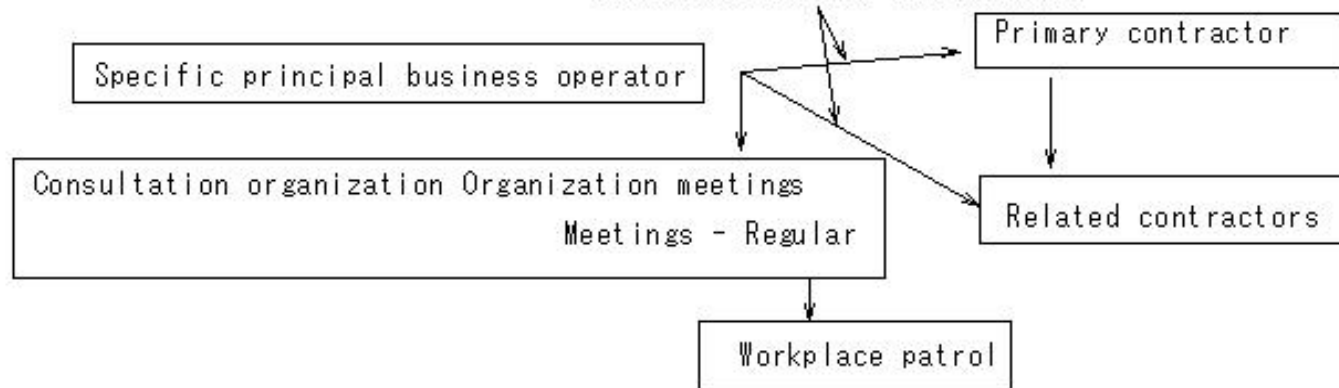 Primary contractor
Specific principal business operator
Consultation organization Organization meetings
Meetings - Regular
Related contractors
Workplace patrol